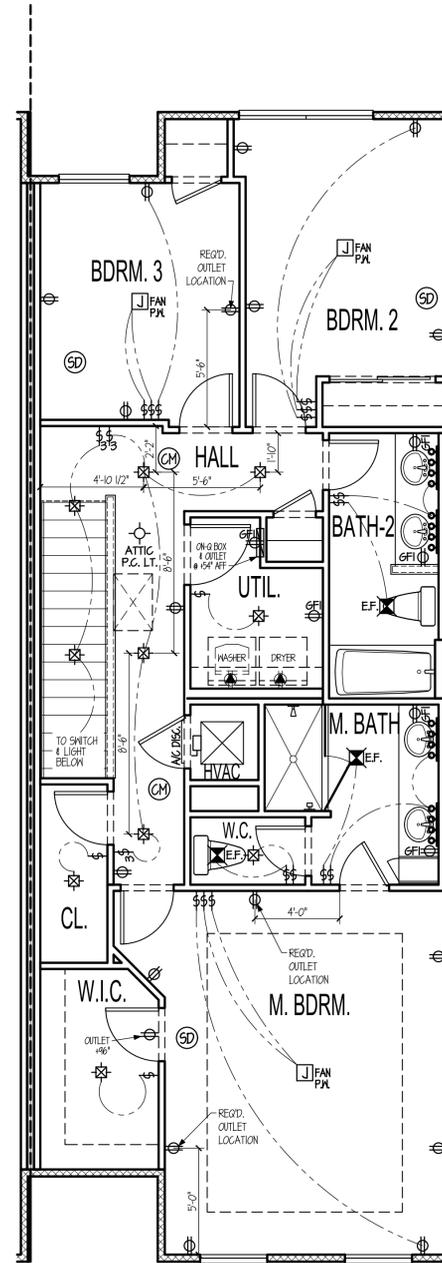 BDRM. 3
J FAN
P.W.
REQ'D.
OUTLET
LOCATION
J FAN
P.W.
SD
BDRM. 2
SD
5'-6"
$$$
$$$
$$
3 3
2'-2"
CM
HALL
1'-10"
4'-10 1/2"
5'-6"
GFI
$$
BATH-2
GFI
ATTIC
P.C. LT.
8'-6"
ON-Q BOX
& OUTLET
@ +54" AFF
GFI
UTIL.
$
GFI
E.F.
WASHER
DRYER
TO SWITCH
& LIGHT
BELOW
8'-6"
A/C DISC.
HVAC
M. BATH
GFI
E.F.
CM
$
$3
W.C.
E.F.
$$
$$
GFI
CL.
$$$
4'-0"
REQ'D.
OUTLET
LOCATION
W.I.C.
M. BDRM.
OUTLET
+96"
SD
$
J FAN
P.W.
REQ'D.
OUTLET
LOCATION
5'-0"